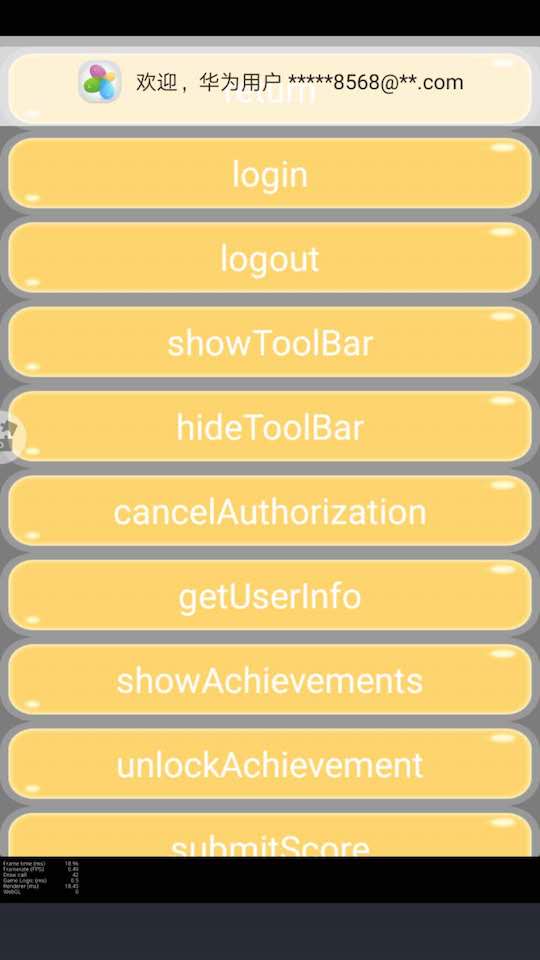 欢迎，华为用户 *****8568@**.com
return
login
logout
showToolBar
hideToolBar
cancelAuthorization
getUserInfo
showAchievements
unlockAchievement
submitScore
Frame time (ms) 18.96
Framerate (FPS) 0.49
Draw call 42
Game Logic (ms) 0.5
Renderer (ms) 18.45
WebGL 0